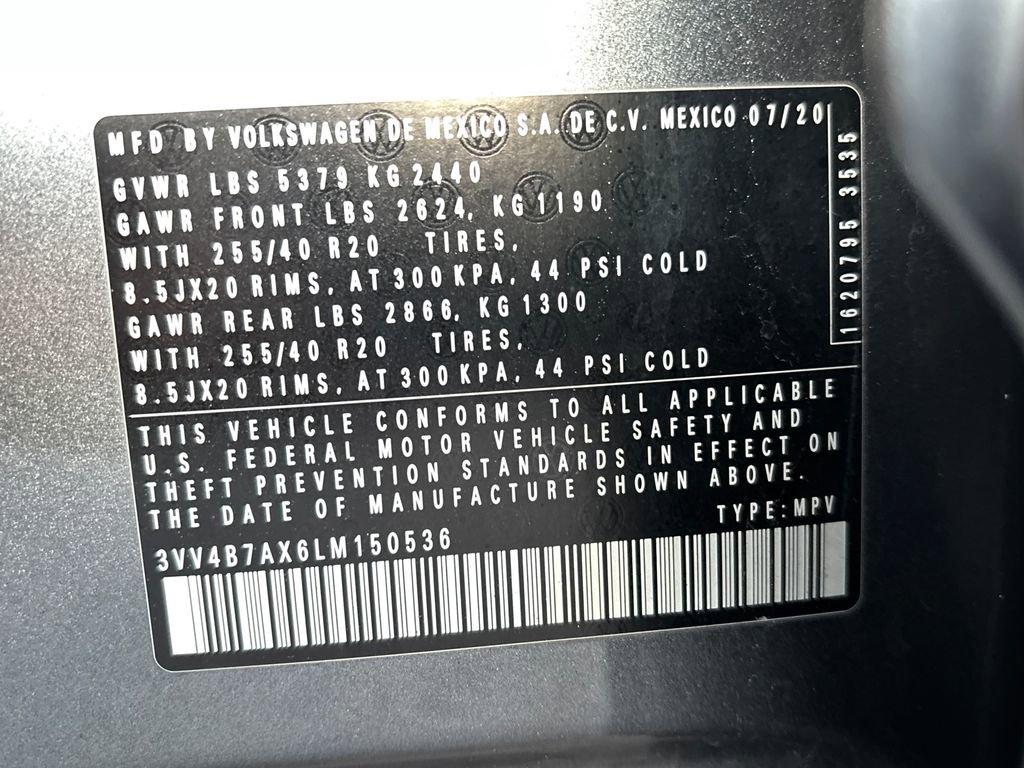 MFD BY VOLKSWAGEN DE MEXICO S.A. DE C.V. MEXICO 07/20
GVWR LBS 5379 KG 2440
GAWR FRONT LBS 2624, KG 1190
WITH 255/40 R20 TIRES,
8.5JX20 RIMS, AT 300 KPA, 44 PSI COLD
GAWR REAR LBS 2866, KG 1300
WITH 255/40 R20 TIRES,
8.5JX20 RIMS, AT 300 KPA, 44 PSI COLD
1620795 3535
THIS VEHICLE CONFORMS TO ALL APPLICABLE
U.S. FEDERAL MOTOR VEHICLE SAFETY AND
THEFT PREVENTION STANDARDS IN EFFECT ON
THE DATE OF MANUFACTURE SHOWN ABOVE.
TYPE: MPV
3VV4B7AX6LM150536